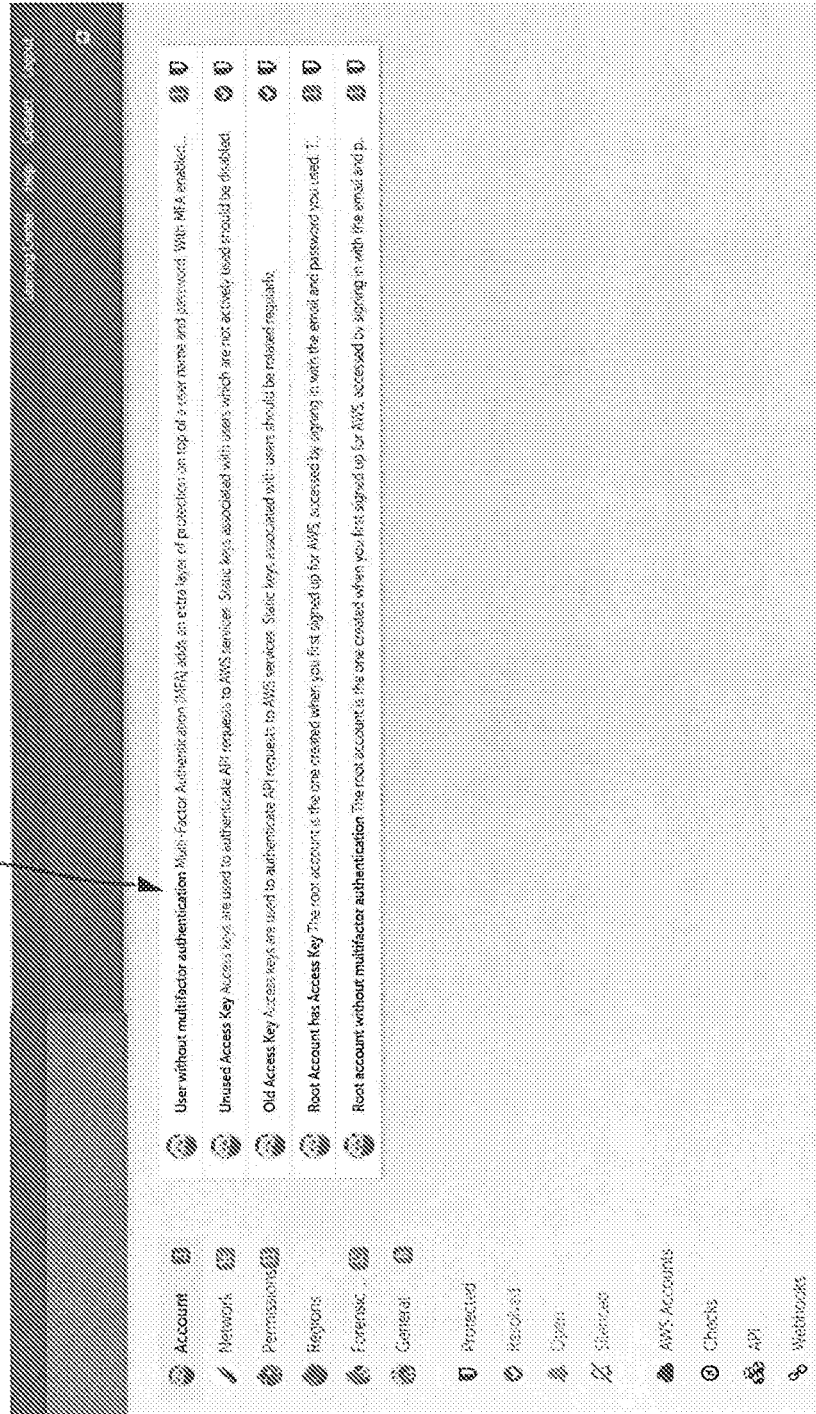 Account
Network
Permissions
Regions
Forensic ...
General
Protected
Resolved
Open
Silenced
AWS Accounts
Checks
API
Webhooks
User without multifactor authentication Multi-Factor Authentication (MFA) adds an extra layer of protection on top of a user name and password. With MFA enabled...
Unused Access Key Access keys are used to authenticate API requests to AWS services. Static keys associated with users which are not actively used should be disabled.
Old Access Key Access keys are used to authenticate API requests to AWS services. Static keys associated with users should be rotated regularly.
Root Account has Access Key The root account is the one created when you first signed up for AWS, accessed by signing in with the email and password you used. T..
Root account without multifactor authentication The root account is the one created when you first signed up for AWS, accessed by signing in with the email and p..